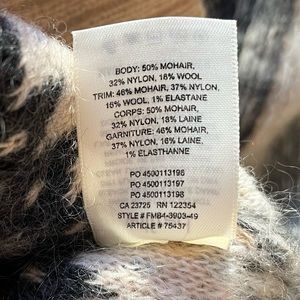 BODY: 50% MOHAIR,
32% NYLON, 18% WOOL
TRIM: 46% MOHAIR, 37% NYLON,
16% WOOL, 1% ELASTANE
CORPS: 50% MOHAIR,
32% NYLON, 18% LAINE
GARNITURE: 46% MOHAIR,
37% NYLON, 16% LAINE,
1% ELASTHANNE
PO 4500113196
PO 4500113197
PO 4500113198
CA 23725 RN 122354
STYLE # FMB4-3903-49
ARTICLE # 75437